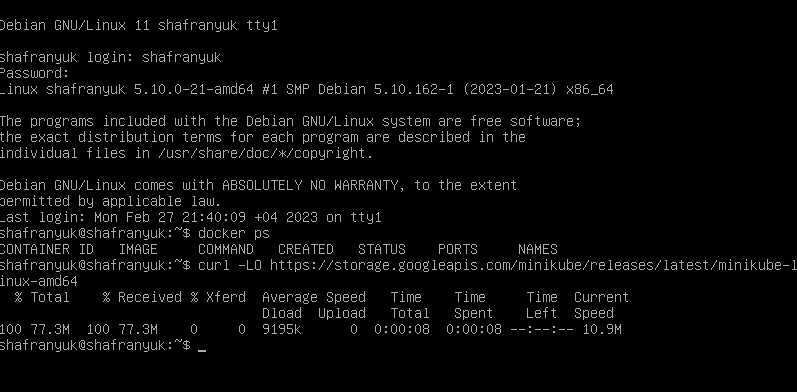 Debian GNU/Linux 11 shafranyuk tty1
shafranyuk login: shafranyuk
Password:
Linux shafranyuk 5.10.0-21-amd64 #1 SMP Debian 5.10.162-1 (2023-01-21) x86_64
The programs included with the Debian GNU/Linux system are free software;
the exact distribution terms for each program are described in the
individual files in /usr/share/doc/*/copyright.
Debian GNU/Linux comes with ABSOLUTELY NO WARRANTY, to the extent
permitted by applicable law.
Last login: Mon Feb 27 21:40:09 +04 2023 on tty1
shafranyuk@shafranyuk:~$ docker ps
CONTAINER ID   IMAGE     COMMAND   CREATED   STATUS    PORTS     NAMES
shafranyuk@shafranyuk:~$ curl -LO https://storage.googleapis.com/minikube/releases/latest/minikube-l
inux-amd64
  % Total    % Received % Xferd  Average Speed   Time    Time     Time  Current
                                 Dload  Upload   Total   Spent    Left  Speed
100 77.3M  100 77.3M    0     0  9195k      0  0:00:08  0:00:08 --:--:-- 10.9M
shafranyuk@shafranyuk:~$ _